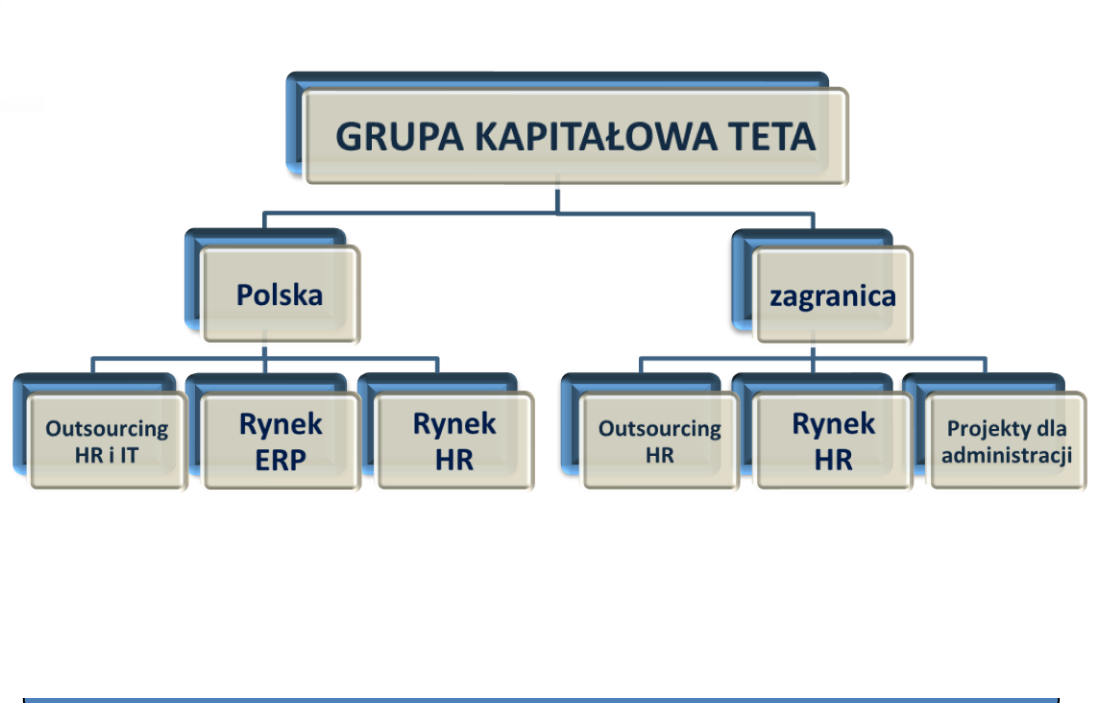 GRUPA KAPITAŁOWA TETA
Polska
zagranica
Outsourcing
HR i IT
Rynek
ERP
Rynek
HR
Outsourcing
HR
Rynek
HR
Projekty dla
administracji